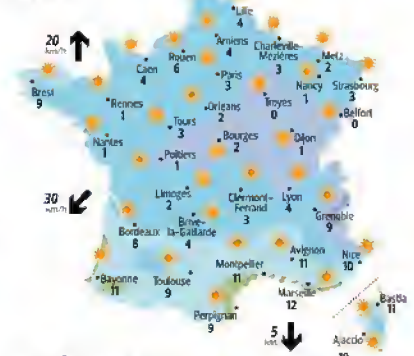 Lille
4
20
km/h
Amiens
4
Charleville-
Mézières
3
Rouen
6
Metz
2
Caen
4
Paris
3
Nancy
1
Strasbourg
3
Brest
9
Rennes
1
Orléans
2
Troyes
0
Belfort
0
Tours
3
Nantes
1
Bourges
2
Dijon
1
Poitiers
1
30
km/h
Limoges
2
Clermont-
Ferrand
3
Lyon
4
Grenoble
9
Bordeaux
8
Brive-
la-Gaillarde
4
Avignon
11
Nice
10
Montpellier
11
Bayonne
11
Toulouse
9
Marseille
12
Bastia
11
Perpignan
9
5
km/h
Ajaccio